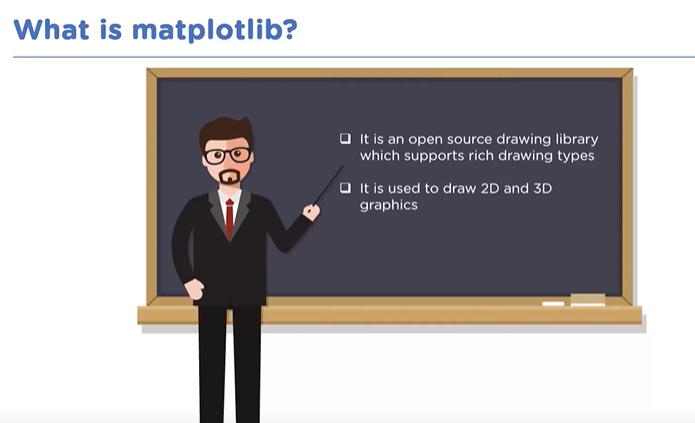 What is matplotlib?
It is an open source drawing library
which supports rich drawing types
It is used to draw 2D and 3D
graphics